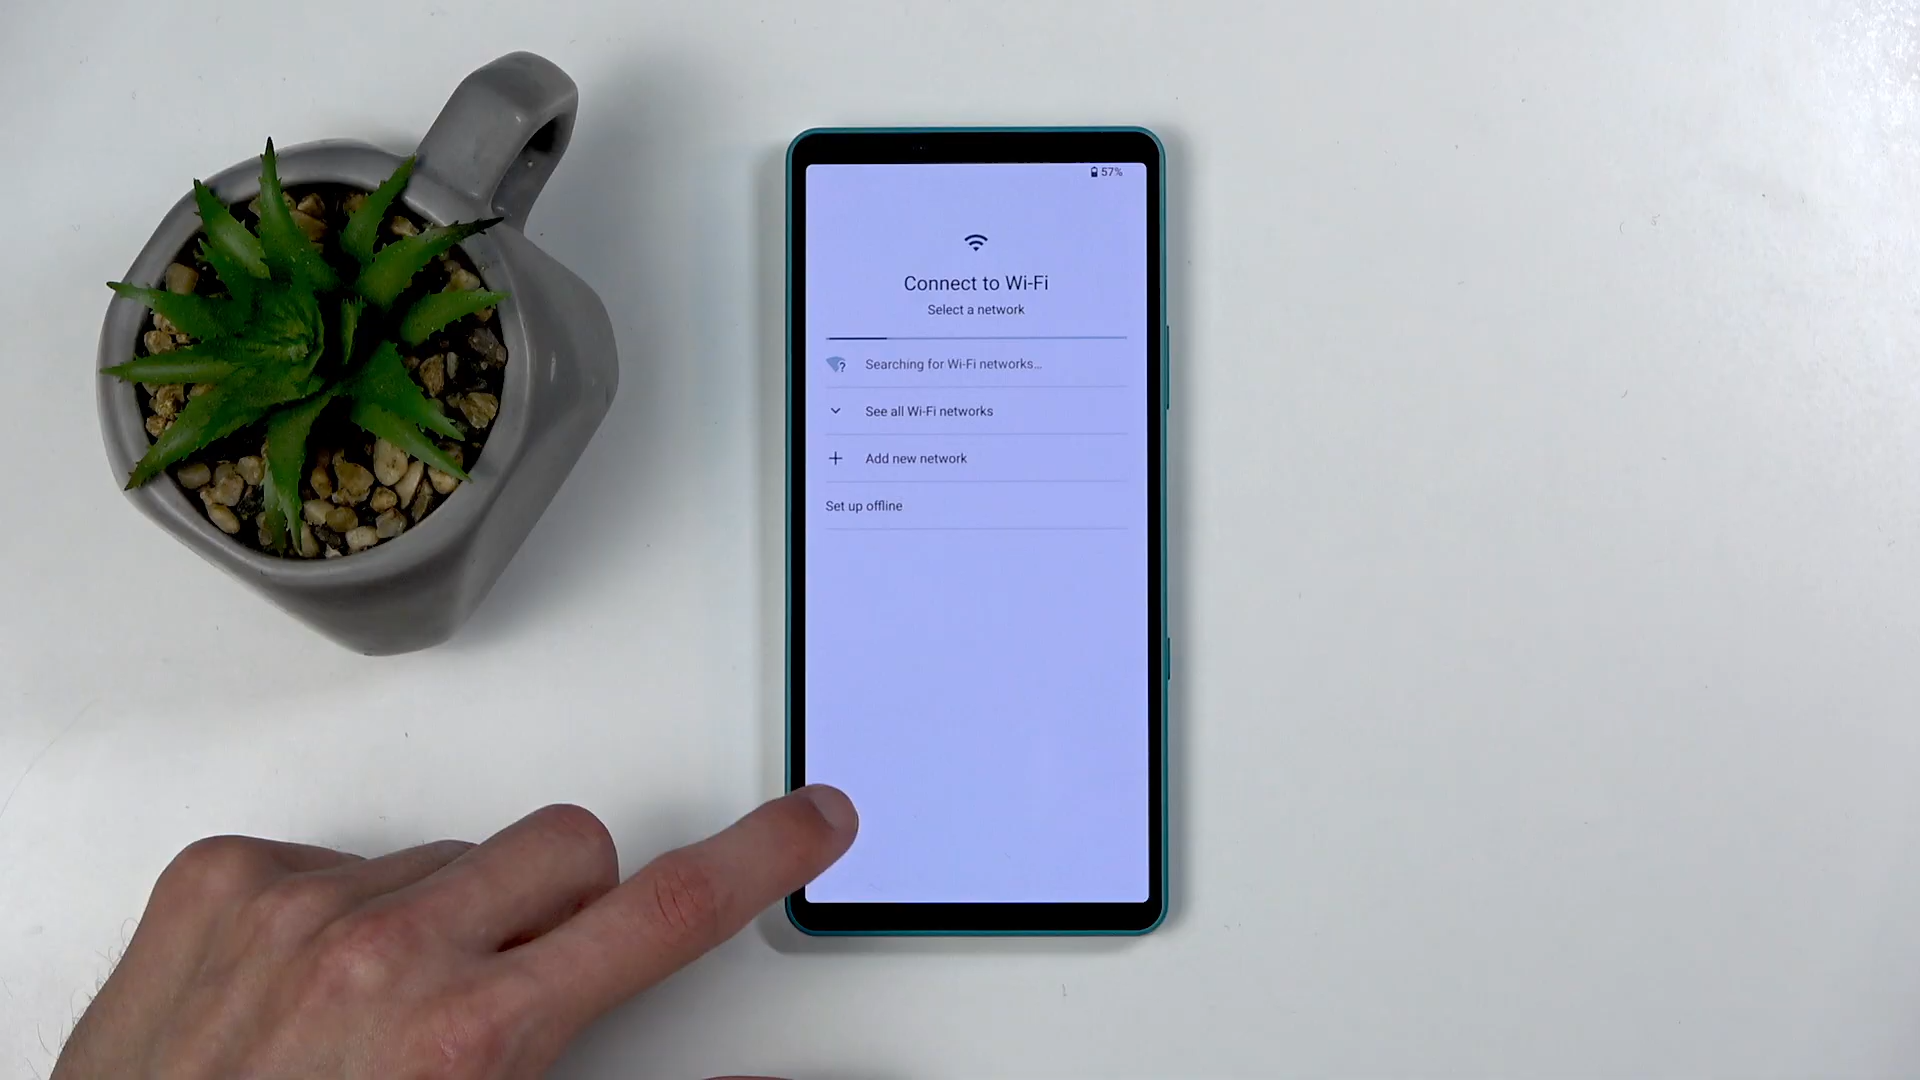 57%
Connect to Wi-Fi
Select a network
Searching for Wi-Fi networks…
See all Wi-Fi networks
Add new network
Set up offline